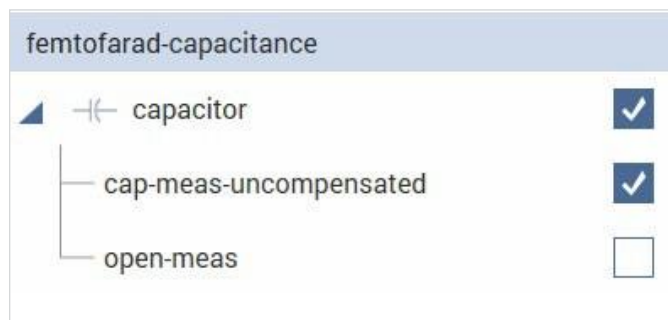 femtofarad-capacitance
capacitor
cap-meas-uncompensated
open-meas